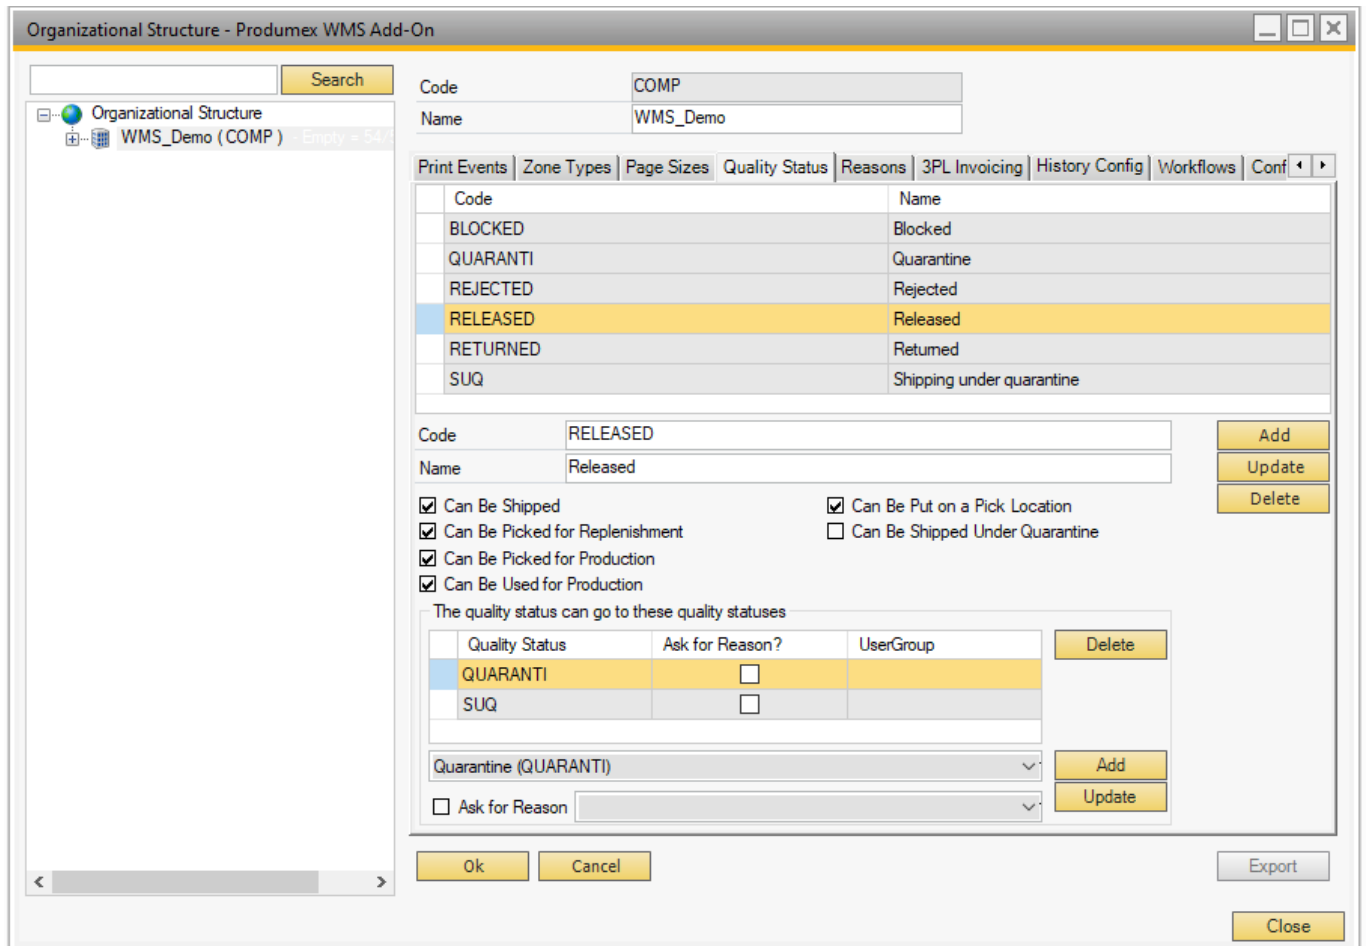 Organizational Structure - Produmex WMS Add-On
Search
Organizational Structure
WMS_Demo ( COMP ) - Empty = 54/5
Code COMP
Name WMS_Demo
Print Events Zone Types Page Sizes Quality Status Reasons 3PL Invoicing History Config Workflows Conf
Code Name
BLOCKED Blocked
QUARANTI Quarantine
REJECTED Rejected
RELEASED Released
RETURNED Returned
SUQ Shipping under quarantine
Code RELEASED Add
Name Released Update
Delete
Can Be Shipped Can Be Put on a Pick Location
Can Be Picked for Replenishment Can Be Shipped Under Quarantine
Can Be Picked for Production
Can Be Used for Production
The quality status can go to these quality statuses
Quality Status Ask for Reason? UserGroup Delete
QUARANTI
SUQ
Quarantine (QUARANTI) Add
Ask for Reason Update
Ok Cancel Export
Close